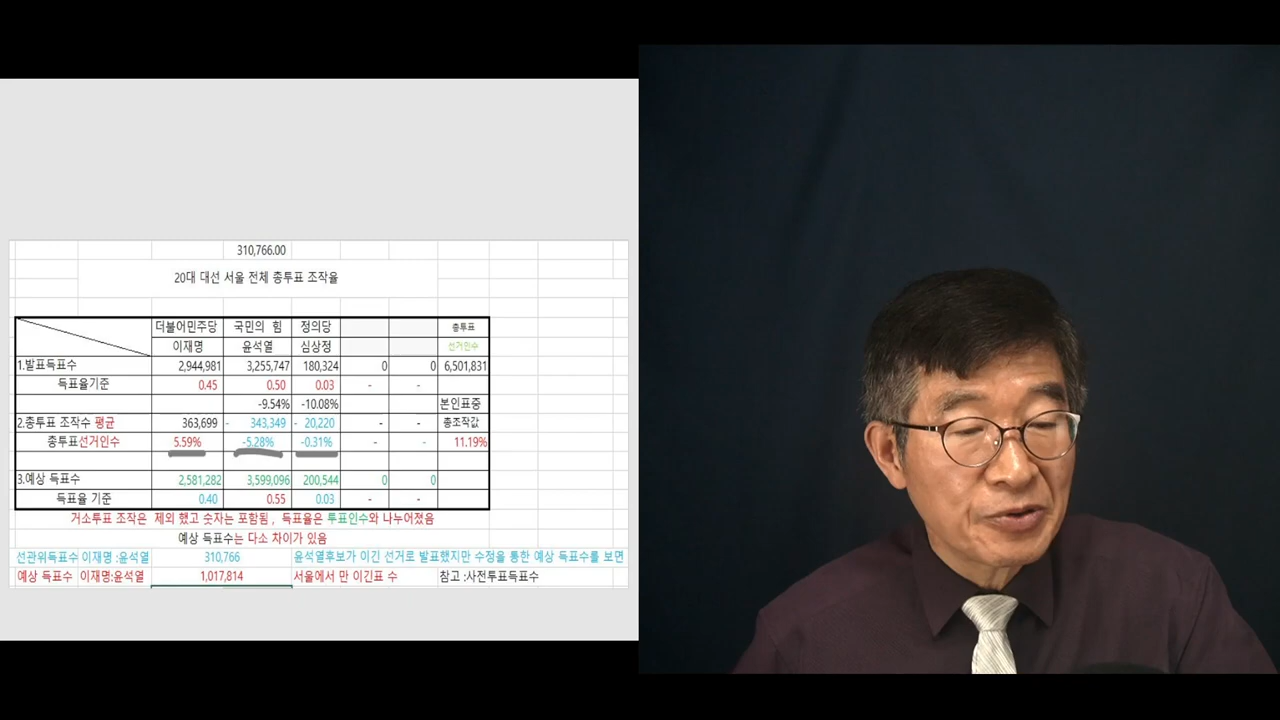 310,766.00
20대 대선 서울 전체 총투표 조작율
더불어민주당 국민의 힘 정의당 총투표
이재명 윤석열 심상정 선거인수
1.발표득표수 2,944,981 3,255,747 180,324 0 0 6,501,831
득표율기준 0.45 0.50 0.03 - -
-9.54% -10.08% 본인표중
2.총투표 조작수 평균 363,699 - 343,349 - 20,220 - - 총조작값
총투표선거인수 5.59% -5.28% -0.31% - - 11.19%
3.예상 득표수 2,581,282 3,599,096 200,544 0 0
득표율 기준 0.40 0.55 0.03 - -
거소투표 조작은 제외 했고 숫자는 포함됨 , 득표율은 투표인수와 나누어졌음
예상 득표수는 다소 차이가 있음
선관위득표수 이재명 :윤석열 310,766 윤석열후보가 이긴 선거로 발표했지만 수정을 통한 예상 득표수를 보면
예상 득표수 이재명:윤석열 1,017,814 서울에서 만 이긴표 수 참고 :사전투표득표수